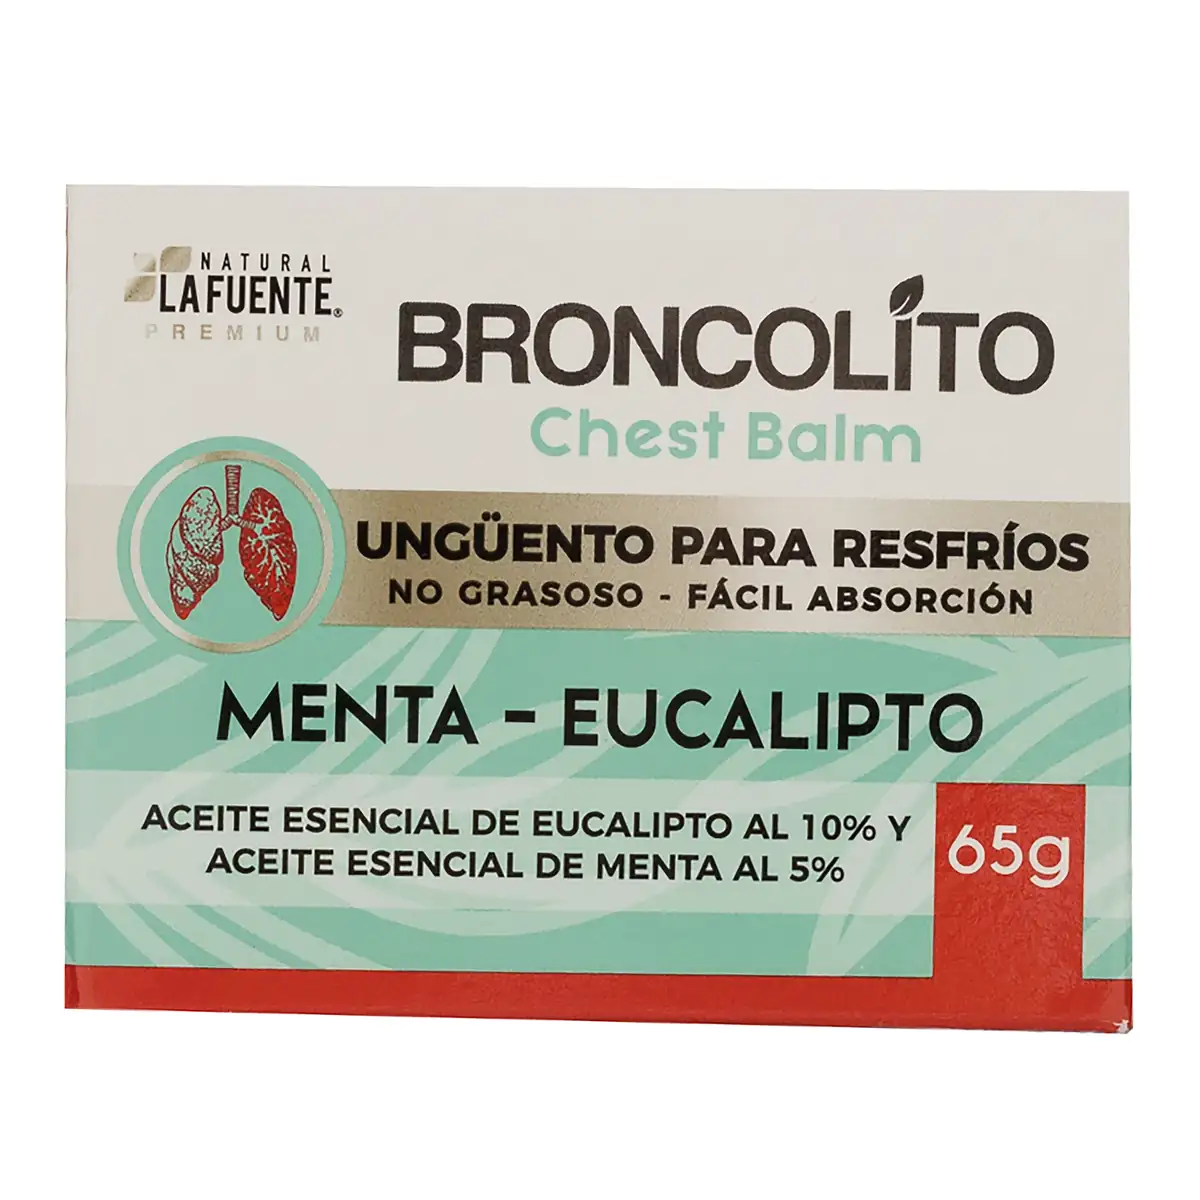 NATURAL
LAFUENTE®
PREMIUM
BRONCOLÍTO
Chest Balm
UNGÜENTO PARA RESFRÍOS
NO GRASOSO - FÁCIL ABSORCIÓN
MENTA - EUCALIPTO
ACEITE ESENCIAL DE EUCALIPTO AL 10% Y
ACEITE ESENCIAL DE MENTA AL 5%
65g